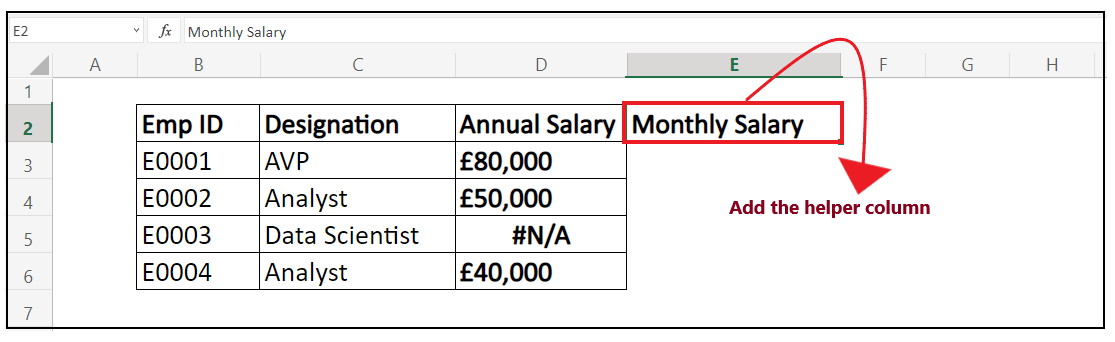 E2 fx Monthly Salary
A B C D E F G H
1
2 Emp ID Designation Annual Salary Monthly Salary
3 E0001 AVP £80,000
4 E0002 Analyst £50,000
Add the helper column
5 E0003 Data Scientist #N/A
6 E0004 Analyst £40,000
7